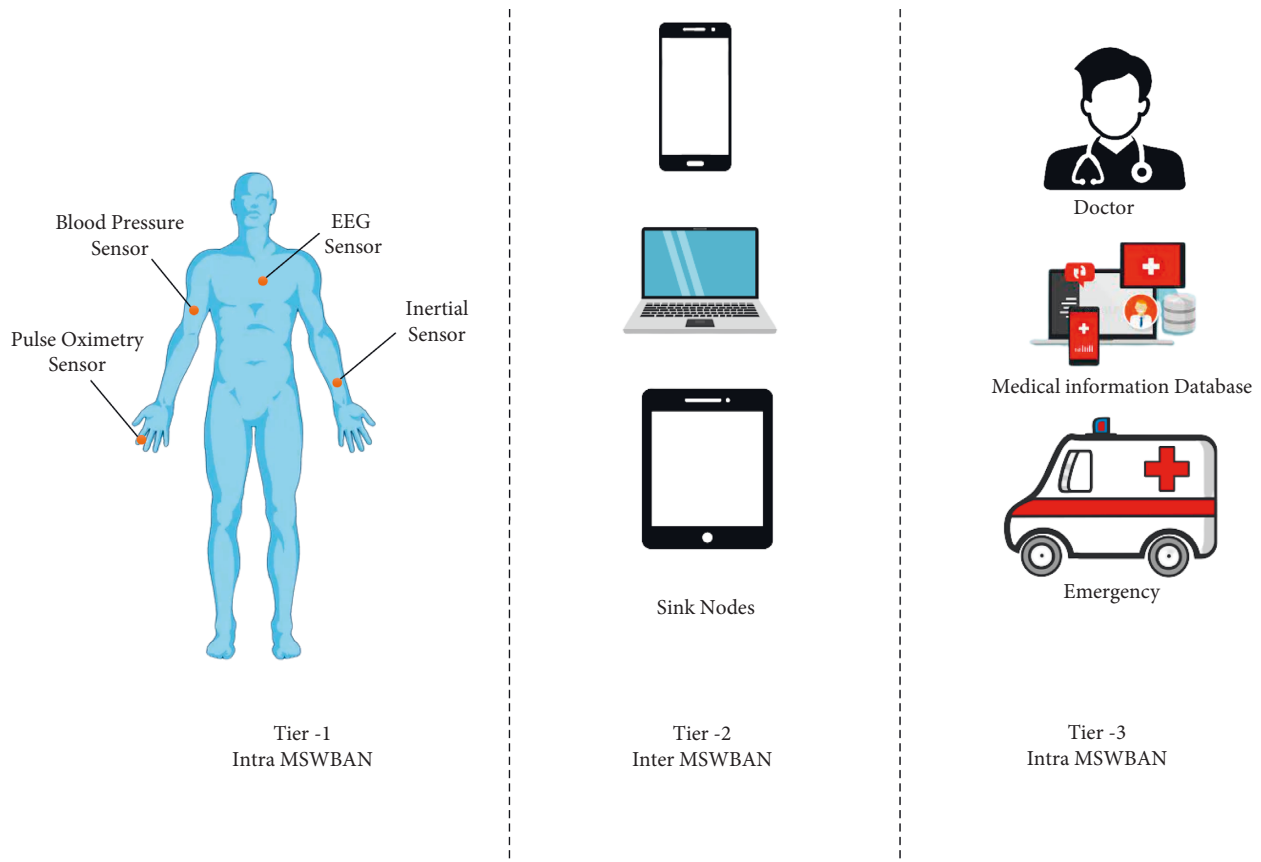 Blood Pressure
Sensor
EEG
Sensor
Inertial
Sensor
Pulse Oximetry
Sensor
Tier -1
Intra MSWBAN
Sink Nodes
Tier -2
Inter MSWBAN
Doctor
Medical information Database
Emergency
Tier -3
Intra MSWBAN